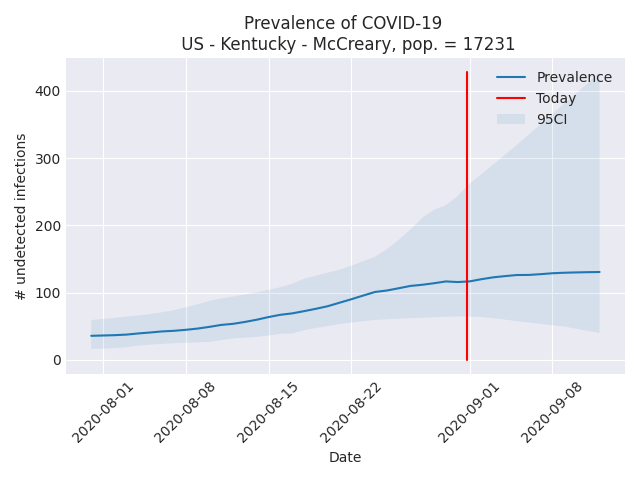 Prevalence of COVID-19
US - Kentucky - McCreary, pop. = 17231
Prevalence
Today
95CI
# undetected infections
400
300
200
100
0
2020-08-01
2020-08-08
2020-08-15
2020-08-22
2020-09-01
2020-09-08
Date